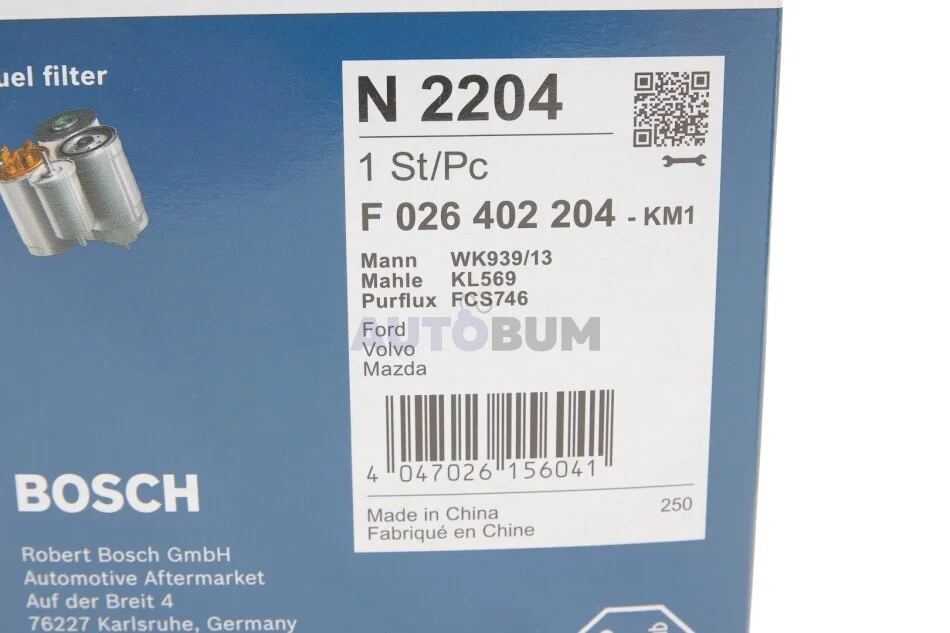 fuel filter
N 2204
1 St/Pc
F 026 402 204 - KM1
Mann WK939/13
Mahle KL569
Purflux FCS746
AUTOBUM
Ford
Volvo
Mazda
4 047026 156041
Made in China 250
Fabriqué en Chine
BOSCH
Robert Bosch GmbH
Automotive Aftermarket
Auf der Breit 4
76227 Karlsruhe, Germany